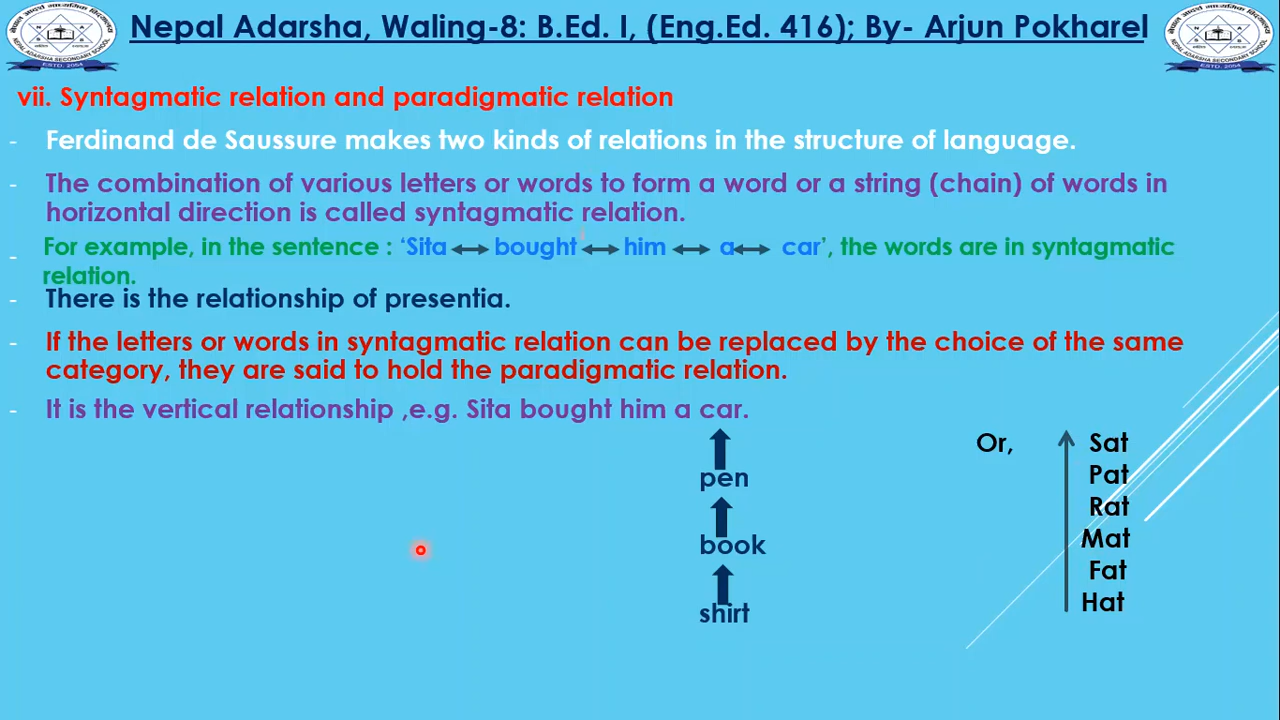 Nepal Adarsha, Waling-8: B.Ed. I, (Eng.Ed. 416); By- Arjun Pokharel
vii. Syntagmatic relation and paradigmatic relation
- Ferdinand de Saussure makes two kinds of relations in the structure of language.
- The combination of various letters or words to form a word or a string (chain) of words in
horizontal direction is called syntagmatic relation.
- For example, in the sentence : ‘Sita bought him a car’, the words are in syntagmatic
relation.
- There is the relationship of presentia.
- If the letters or words in syntagmatic relation can be replaced by the choice of the same
category, they are said to hold the paradigmatic relation.
- It is the vertical relationship ,e.g. Sita bought him a car.
pen
book
shirt
Or,
Sat
Pat
Rat
Mat
Fat
Hat